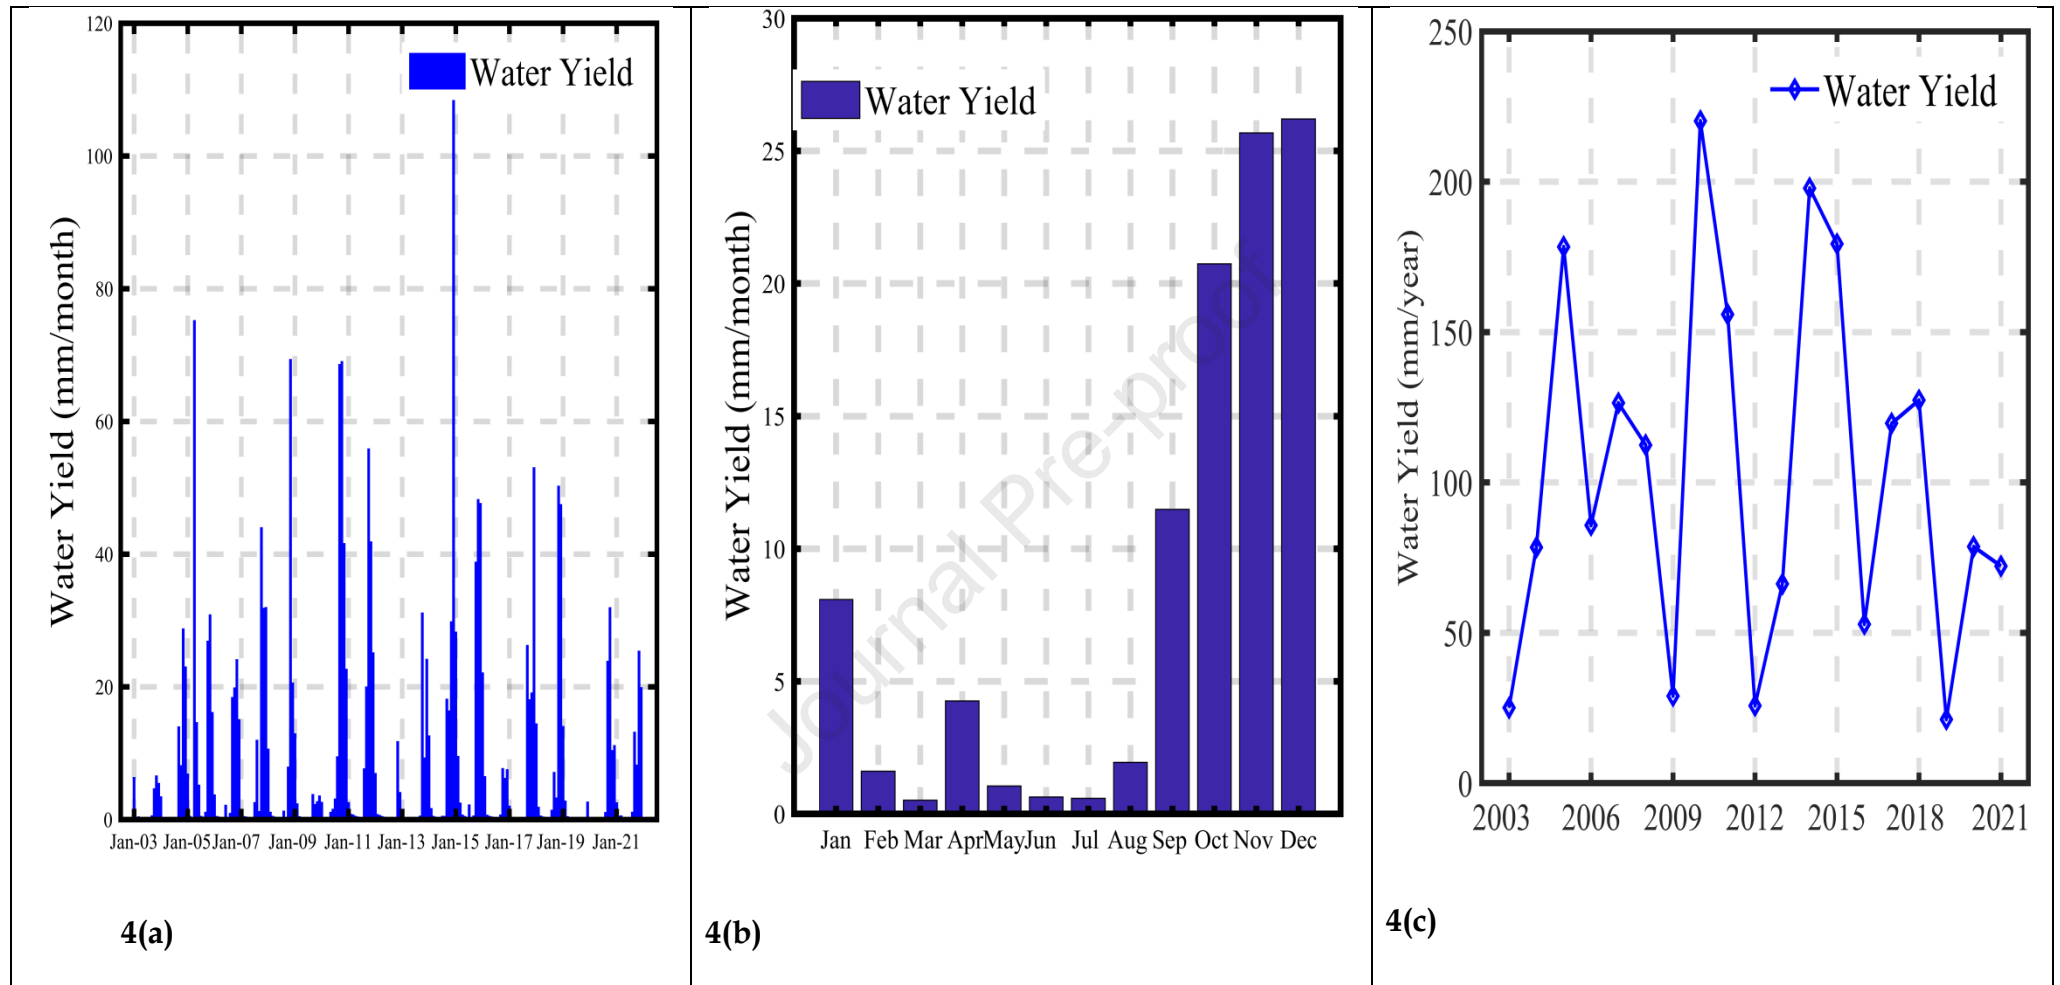 120
100
80
60
40
20
0
Water Yield (mm/month)
Water Yield
Jan-03 Jan-05 Jan-07 Jan-09 Jan-11 Jan-13 Jan-15 Jan-17 Jan-19 Jan-21
4(a)
30
25
20
15
10
5
0
Water Yield (mm/month)
Water Yield
Jan Feb Mar Apr May Jun Jul Aug Sep Oct Nov Dec
Journal Pre-proof
4(b)
250
200
150
100
50
0
Water Yield (mm/year)
Water Yield
2003 2006 2009 2012 2015 2018 2021
4(c)